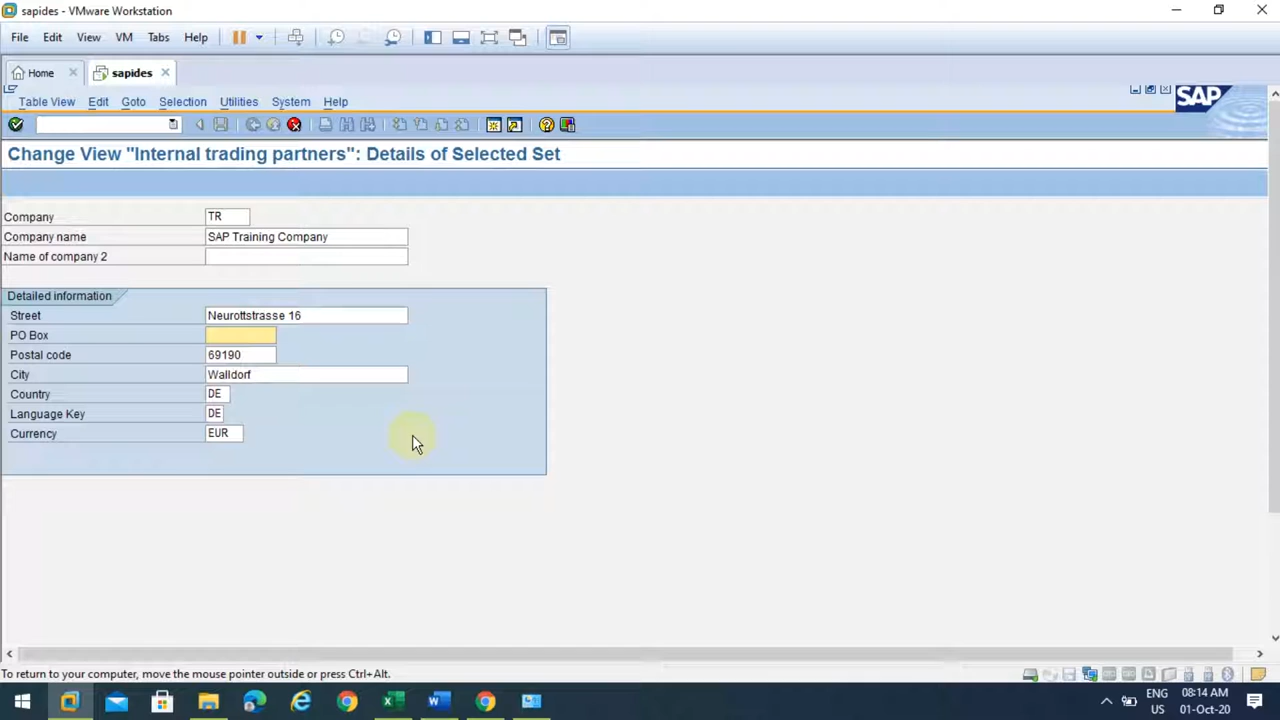 sapides - VMware Workstation
File Edit View VM Tabs Help
Home sapides
Table View Edit Goto Selection Utilities System Help
SAP
Change View "Internal trading partners": Details of Selected Set
Company TR
Company name SAP Training Company
Name of company 2
Detailed information
Street Neurottstrasse 16
PO Box
Postal code 69190
City Walldorf
Country DE
Language Key DE
Currency EUR
To return to your computer, move the mouse pointer outside or press Ctrl+Alt.
ENG 08:14 AM
US 01-Oct-20